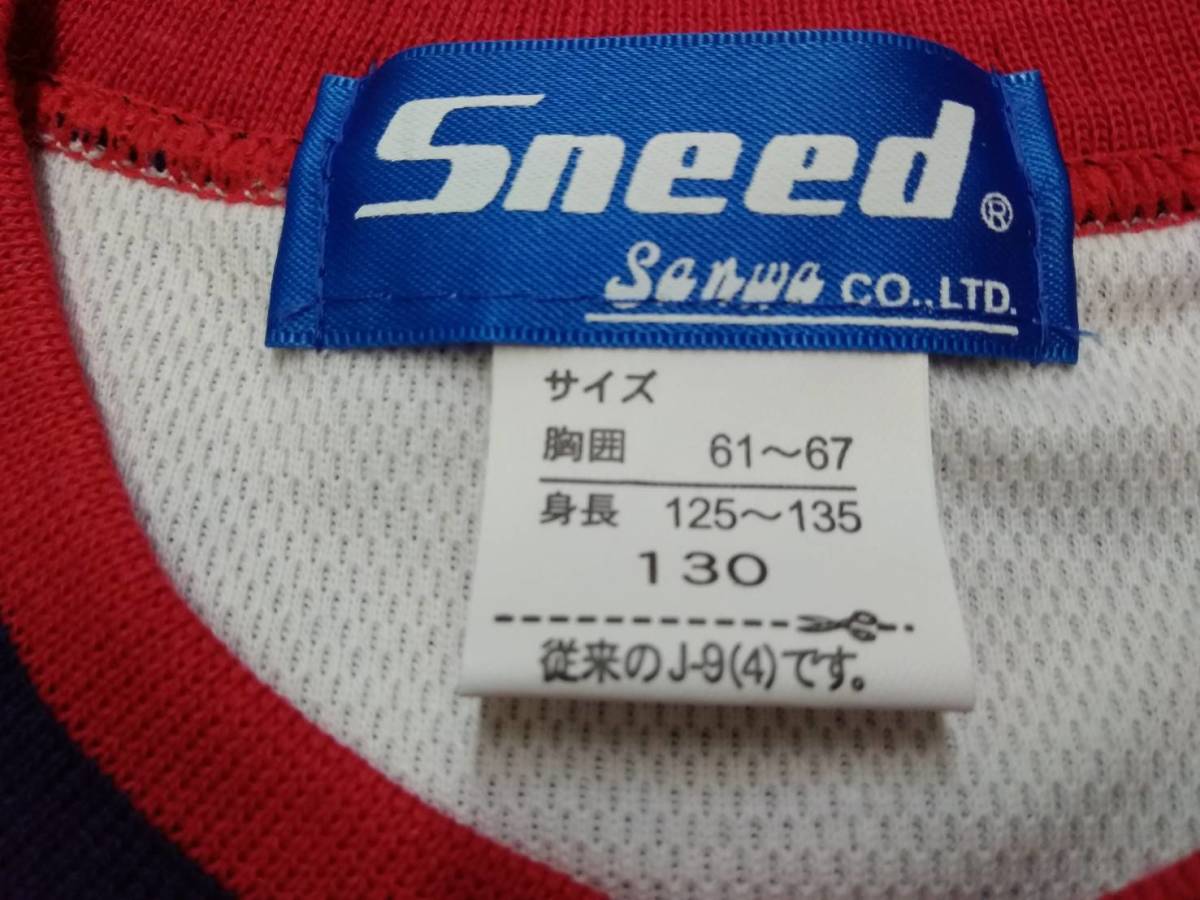 Sneed®
Sanwa CO.,LTD.
サイズ
胸囲 61～67
身長 125～135
130
従来のJ-9(4)です。